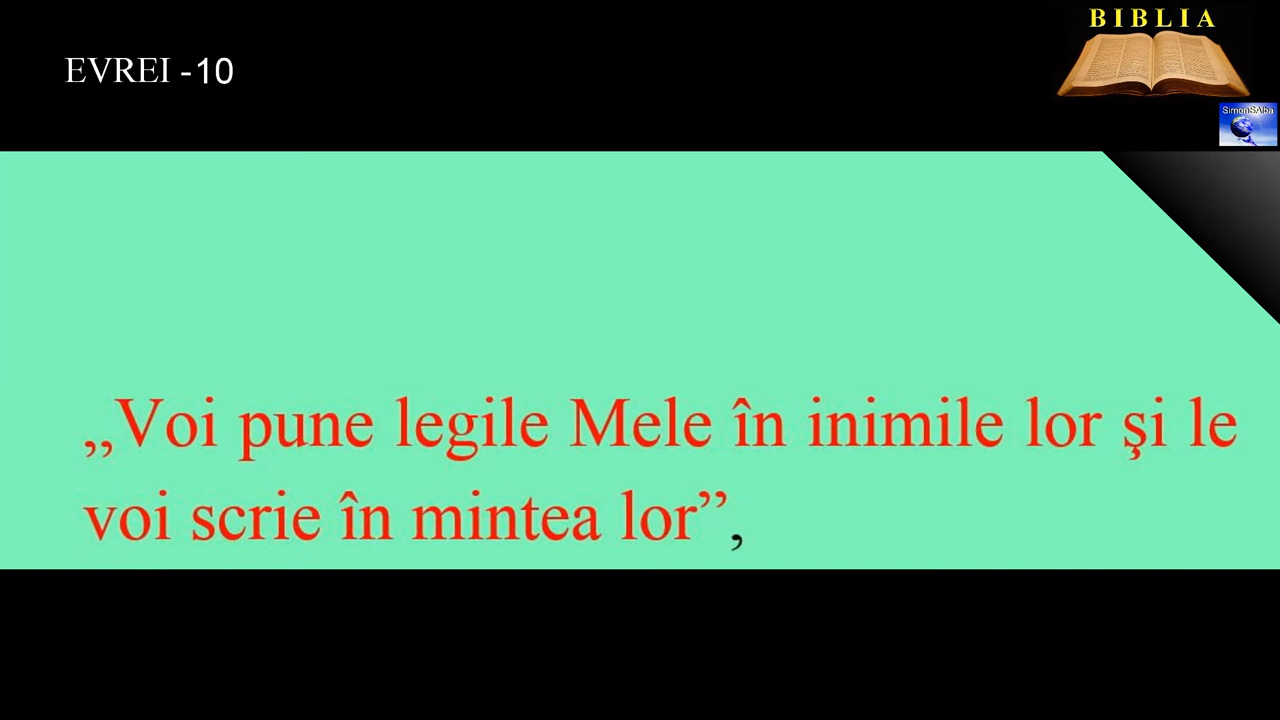 BIBLIA
EVREI -10
SimonSAlba
„Voi pune legile Mele în inimile lor şi le
voi scrie în mintea lor”,